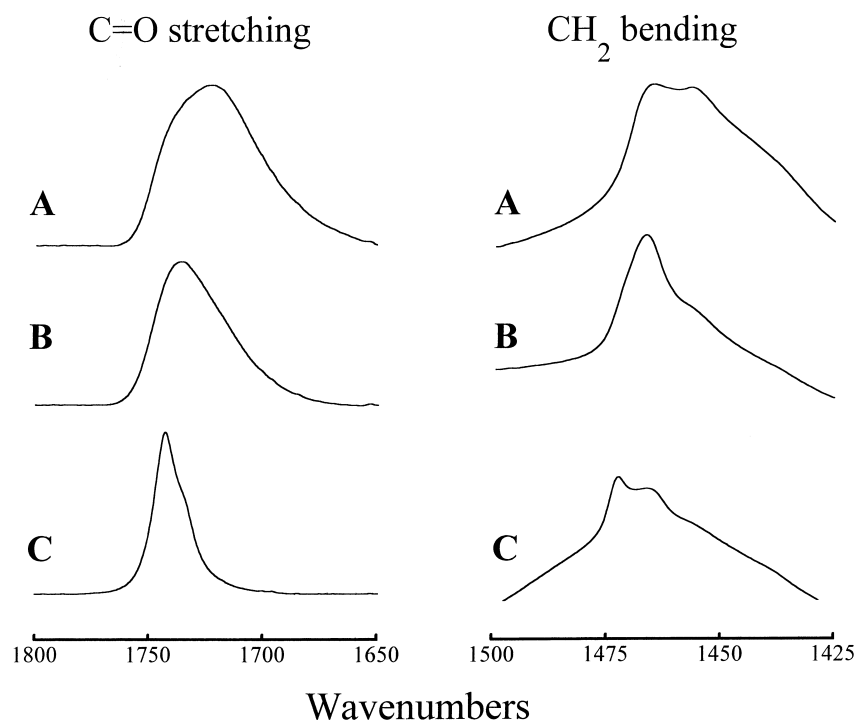 C=O stretching
CH2 bending
A
A
B
B
C
C
1800 1750 1700 1650
1500 1475 1450 1425
Wavenumbers